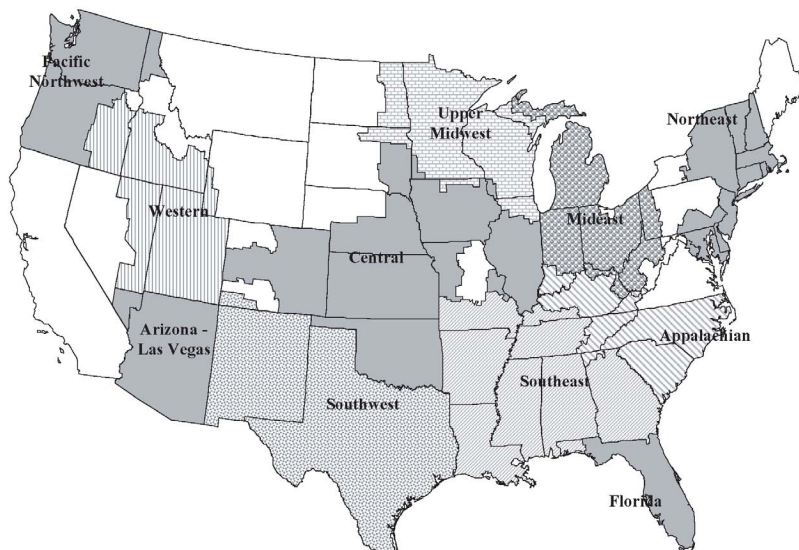 Pacific
Northwest
Upper
Midwest
Northeast
Western
Mideast
Central
Arizona -
Las Vegas
Appalachian
Southeast
Southwest
Florida